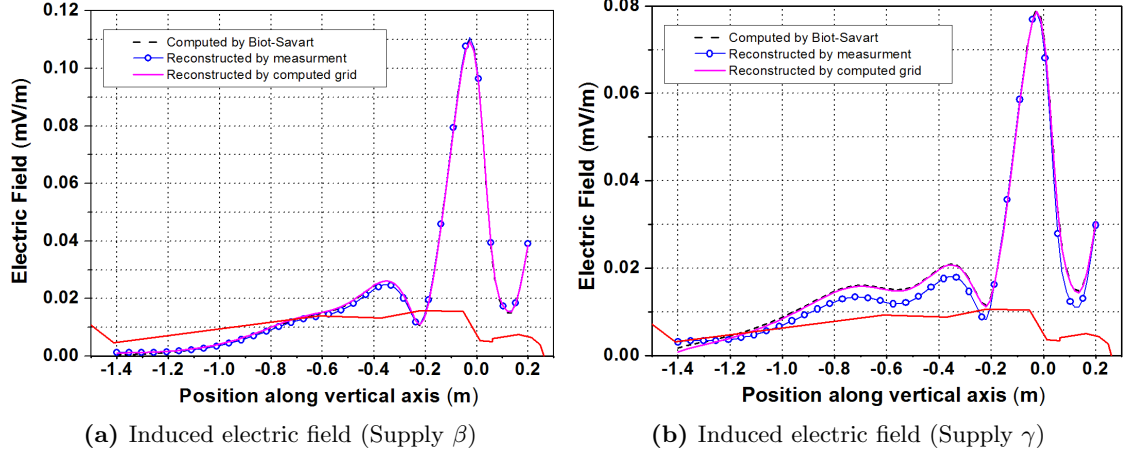 0.12
0.10
0.08
0.06
0.04
0.02
0.00
Electric Field (mV/m)
Computed by Biot-Savart
Reconstructed by measurment
Reconstructed by computed grid
-1.4 -1.2 -1.0 -0.8 -0.6 -0.4 -0.2 0.0 0.2
Position along vertical axis (m)
(a) Induced electric field (Supply β)
0.08
0.06
0.04
0.02
0.00
Electric Field (mV/m)
Computed by Biot-Savart
Reconstructed by measurment
Reconstructed by computed grid
-1.4 -1.2 -1.0 -0.8 -0.6 -0.4 -0.2 0.0 0.2
Position along vertical axis (m)
(b) Induced electric field (Supply γ)